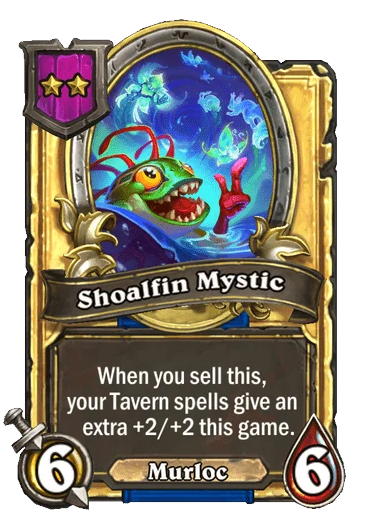 Shoalfin Mystic
When you sell this,
your Tavern spells give an
extra +2/+2 this game.
6
Murloc
6